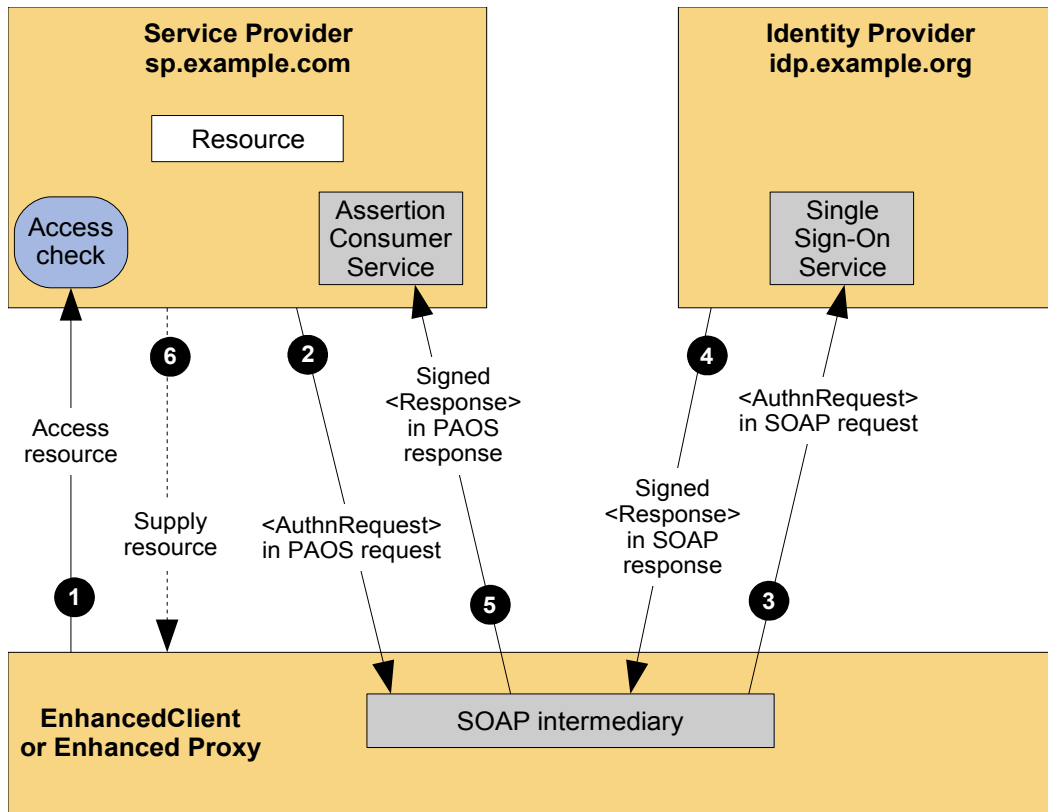 Service Provider
sp.example.com
Identity Provider
idp.example.org
Resource
Access
check
Assertion
Consumer
Service
Single
Sign-On
Service
6
2
4
Signed
<Response>
in PAOS
response
<AuthnRequest>
in SOAP request
Access
resource
Supply
resource
<AuthnRequest>
in PAOS request
Signed
<Response>
in SOAP
response
1
5
3
EnhancedClient
or Enhanced Proxy
SOAP intermediary